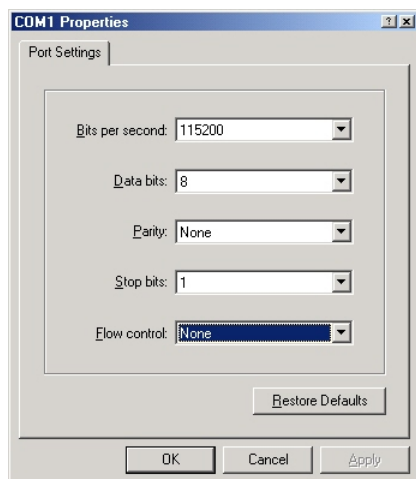 COM1 Properties
Port Settings
Bits per second: 115200
Data bits: 8
Parity: None
Stop bits: 1
Flow control: None
Restore Defaults
OK Cancel Apply